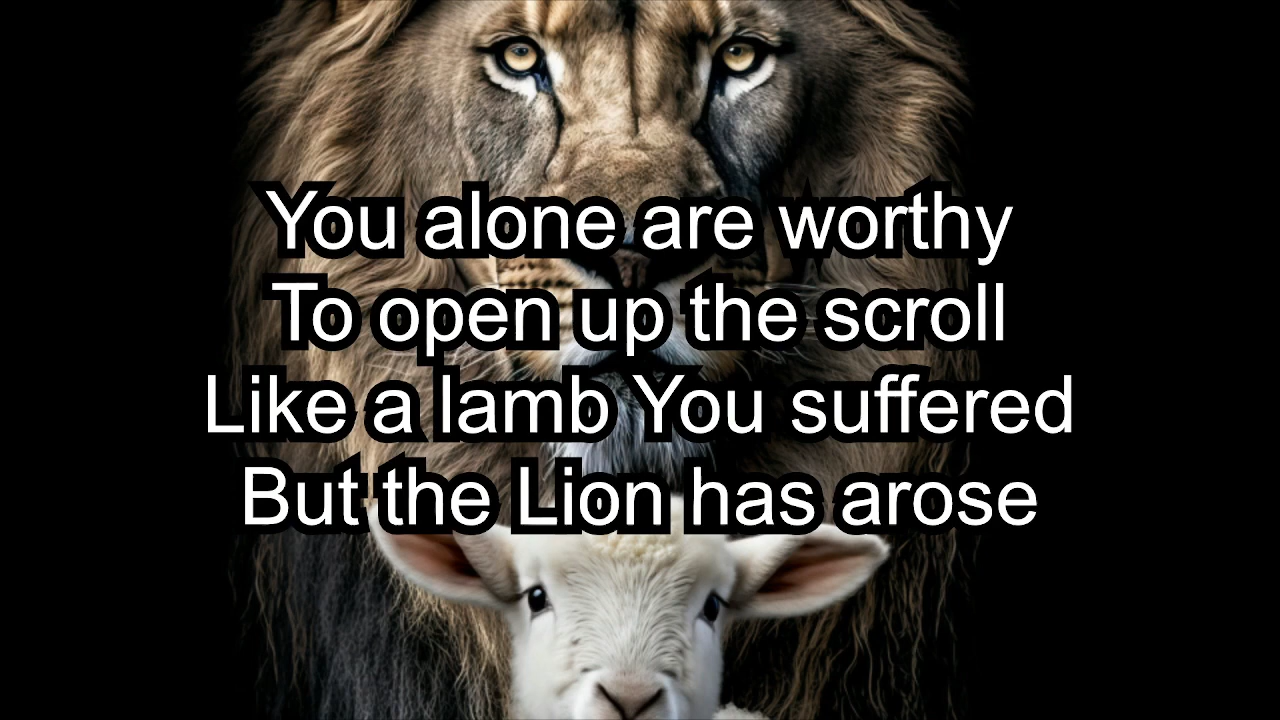 You alone are worthy
To open up the scroll
Like a lamb You suffered
But the Lion has arose